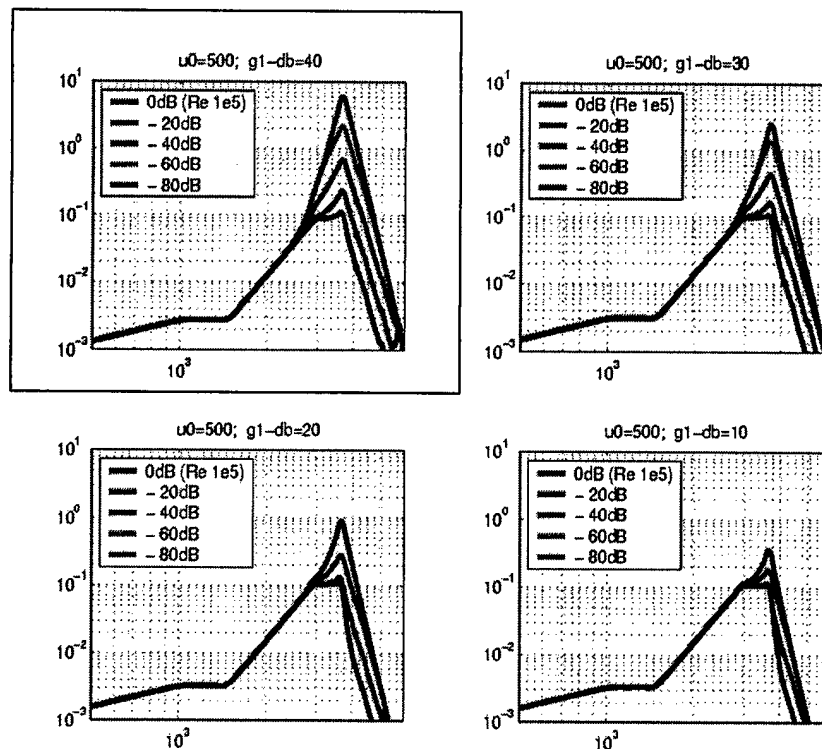 u0=500; g1-db=40
10^1
10^0
10^-1
10^-2
10^-3
0dB (Re 1e5)
- 20dB
- 40dB
- 60dB
- 80dB
10^3
u0=500; g1-db=30
10^1
10^0
10^-1
10^-2
10^-3
0dB (Re 1e5)
- 20dB
- 40dB
- 60dB
- 80dB
10^3
u0=500; g1-db=20
10^1
10^0
10^-1
10^-2
10^-3
0dB (Re 1e5)
- 20dB
- 40dB
- 60dB
- 80dB
10^3
u0=500; g1-db=10
10^1
10^0
10^-1
10^-2
10^-3
0dB (Re 1e5)
- 20dB
- 40dB
- 60dB
- 80dB
10^3